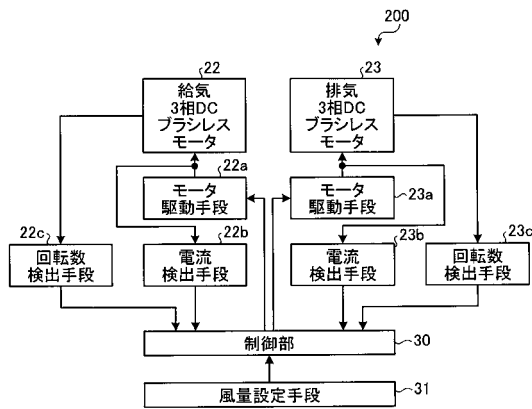 200
22
給気
3相DC
ブラシレス
モータ
23
排気
3相DC
ブラシレス
モータ
22a
モータ
駆動手段
モータ
駆動手段
23a
22c
回転数
検出手段
22b
電流
検出手段
23b
電流
検出手段
23c
回転数
検出手段
制御部
30
風量設定手段
31